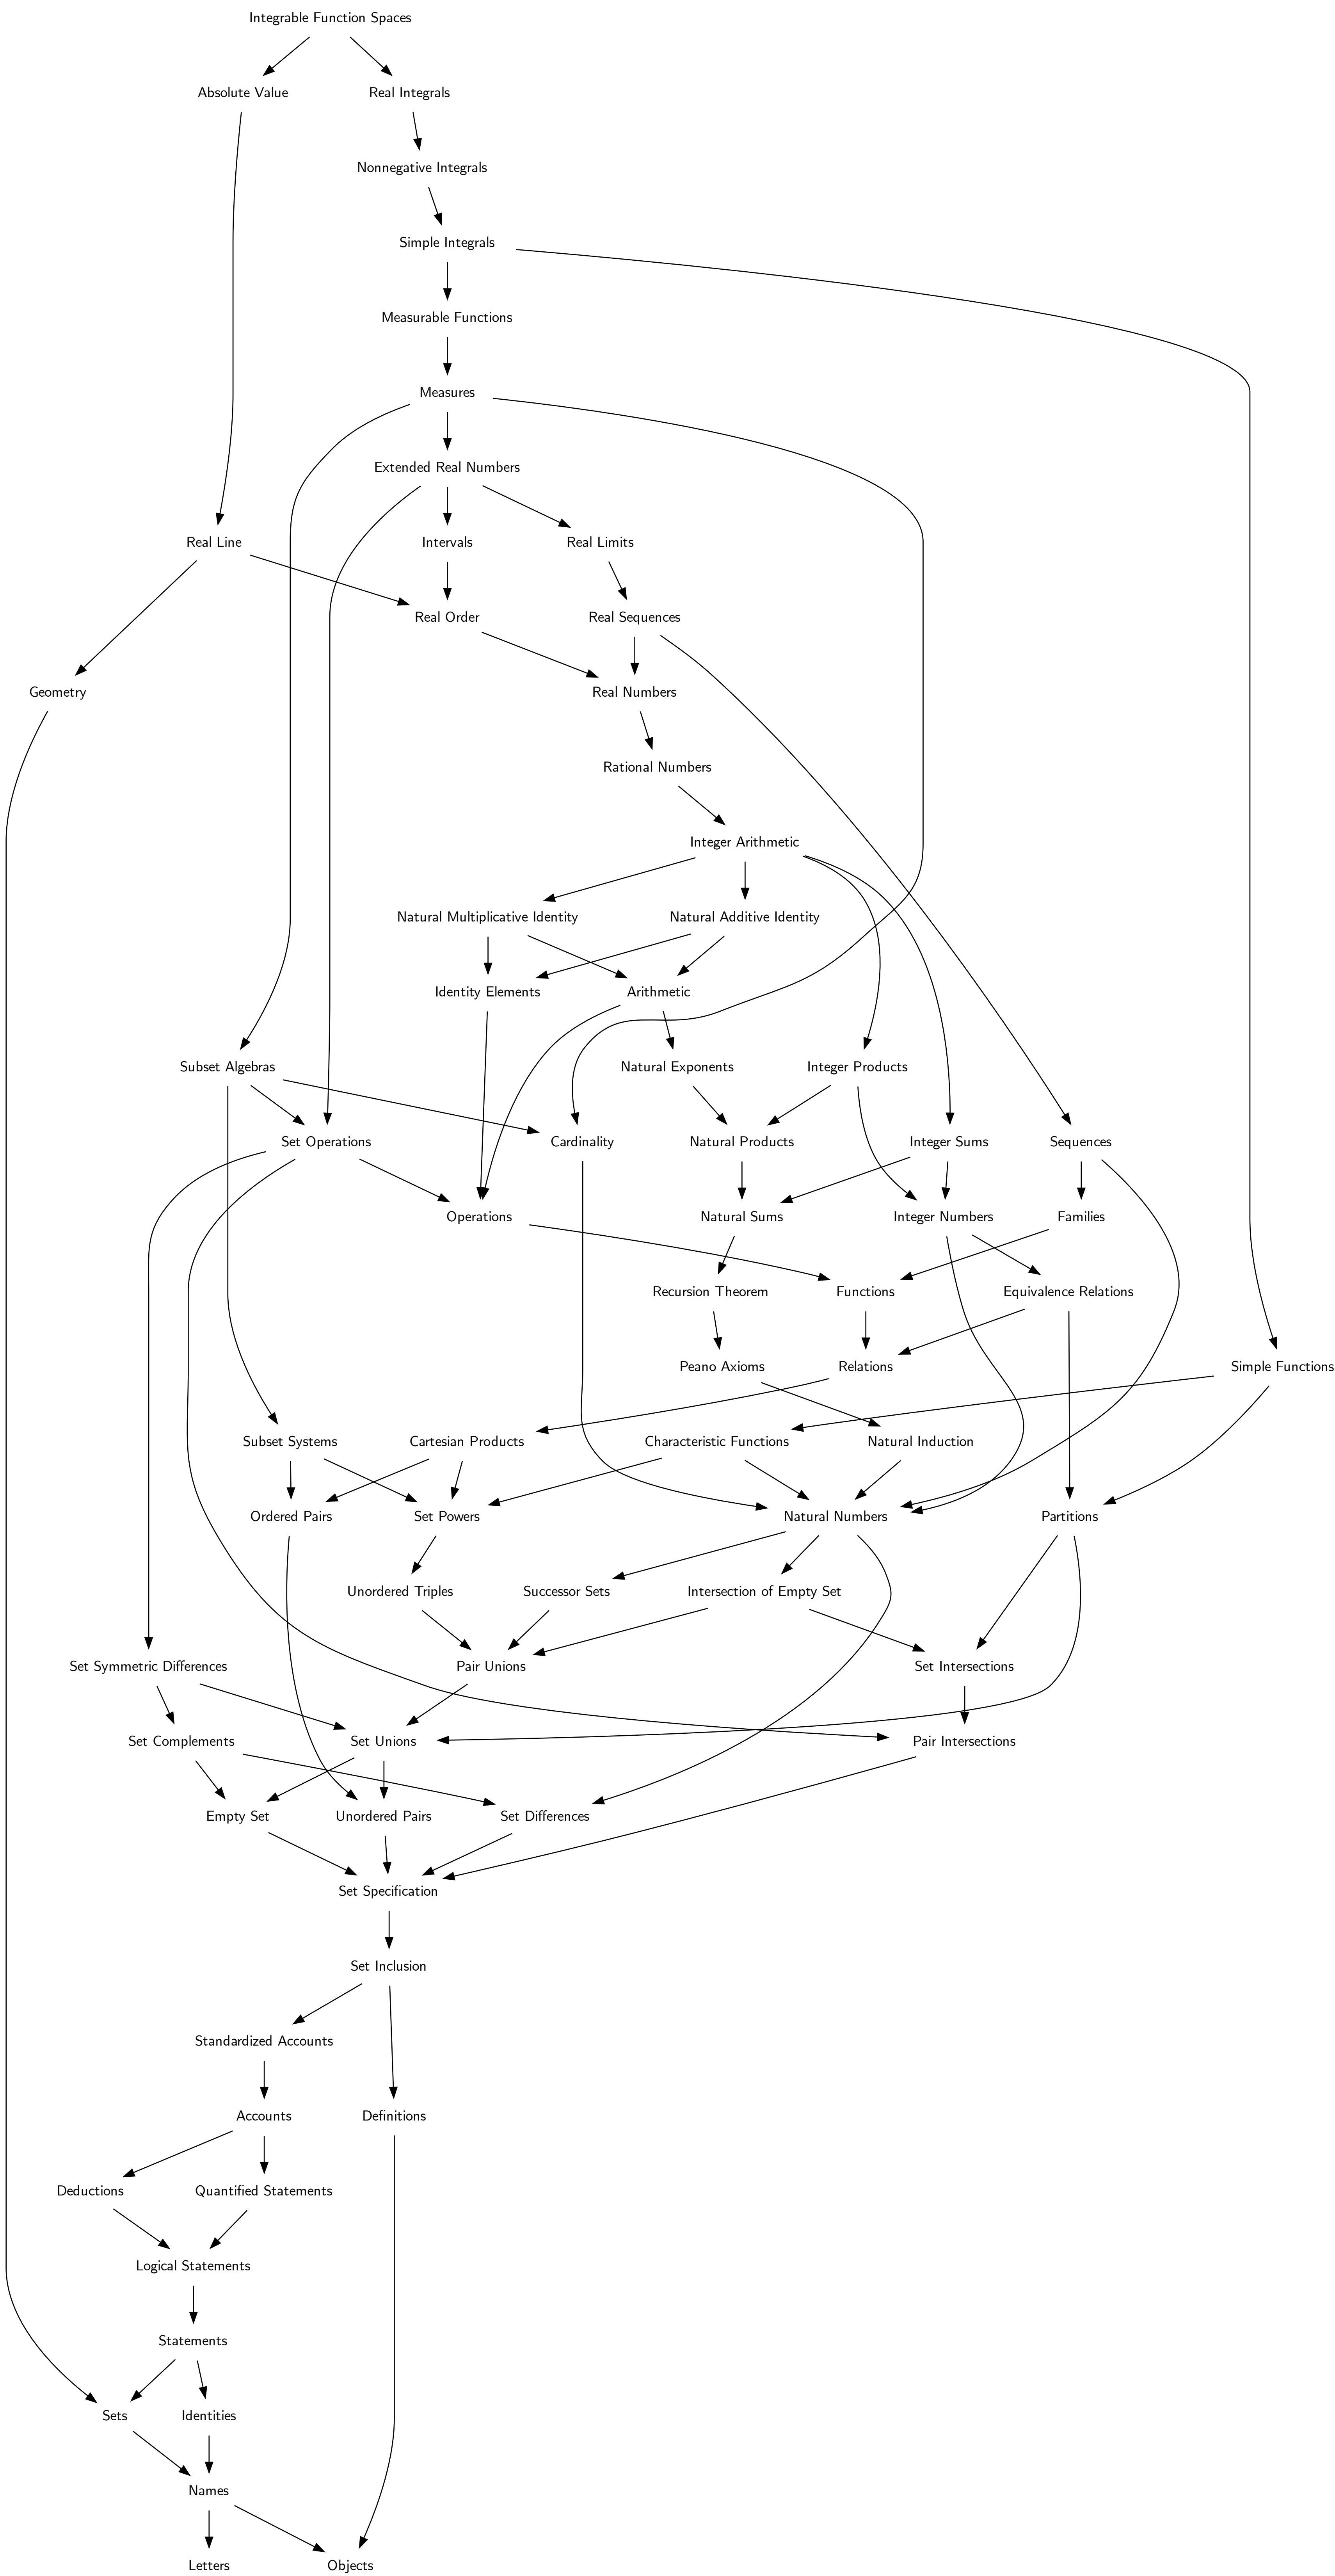 Integrable Function Spaces
Absolute Value
Real Integrals
Nonnegative Integrals
Simple Integrals
Measurable Functions
Measures
Extended Real Numbers
Real Line
Intervals
Real Limits
Real Order
Real Sequences
Geometry
Real Numbers
Rational Numbers
Integer Arithmetic
Natural Multiplicative Identity
Natural Additive Identity
Identity Elements
Arithmetic
Subset Algebras
Natural Exponents
Integer Products
Set Operations
Cardinality
Natural Products
Integer Sums
Sequences
Operations
Natural Sums
Integer Numbers
Families
Recursion Theorem
Functions
Equivalence Relations
Peano Axioms
Relations
Simple Functions
Subset Systems
Cartesian Products
Characteristic Functions
Natural Induction
Ordered Pairs
Set Powers
Natural Numbers
Partitions
Unordered Triples
Successor Sets
Intersection of Empty Set
Set Symmetric Differences
Pair Unions
Set Intersections
Set Complements
Set Unions
Pair Intersections
Empty Set
Unordered Pairs
Set Differences
Set Specification
Set Inclusion
Standardized Accounts
Accounts
Definitions
Deductions
Quantified Statements
Logical Statements
Statements
Sets
Identities
Names
Letters
Objects